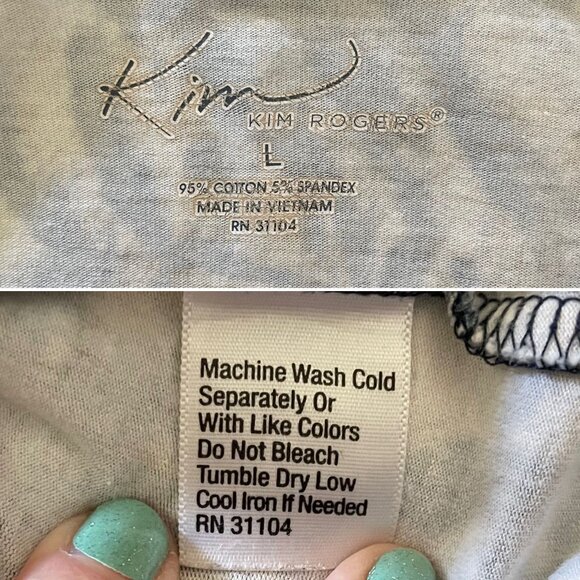 Kim
KIM ROGERS®
L
95% COTTON 5% SPANDEX
MADE IN VIETNAM
RN 31104
Machine Wash Cold
Separately Or
With Like Colors
Do Not Bleach
Tumble Dry Low
Cool Iron If Needed
RN 31104